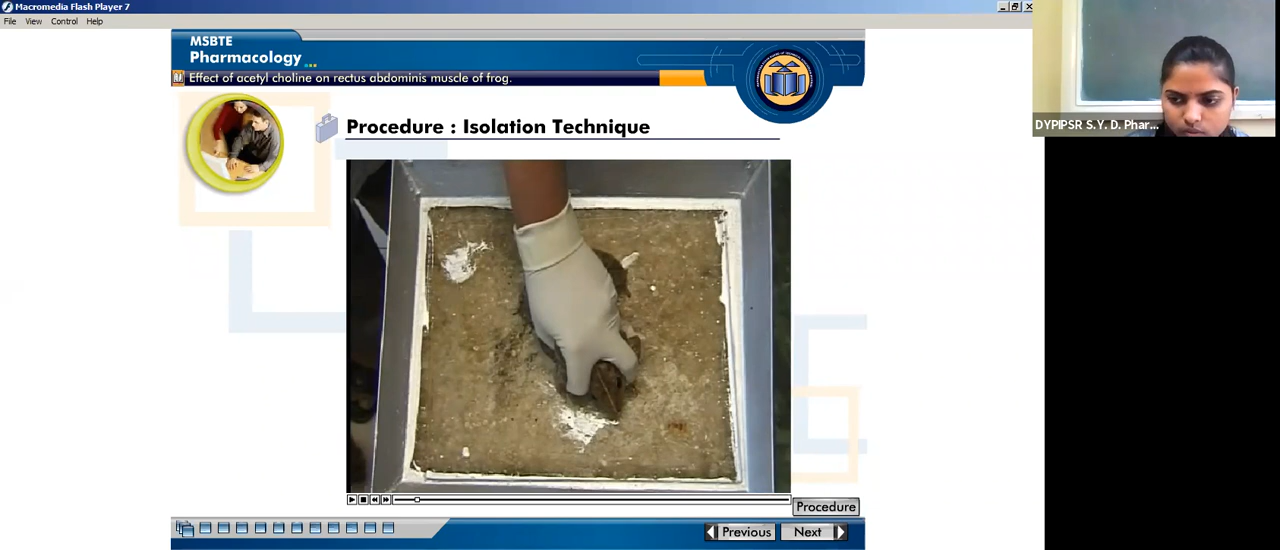 Macromedia Flash Player 7
File View Control Help
MSBTE
Pharmacology
Effect of acetyl choline on rectus abdominis muscle of frog.
Procedure : Isolation Technique
DYPIPSR S.Y. D. Phar...
Procedure
Previous
Next